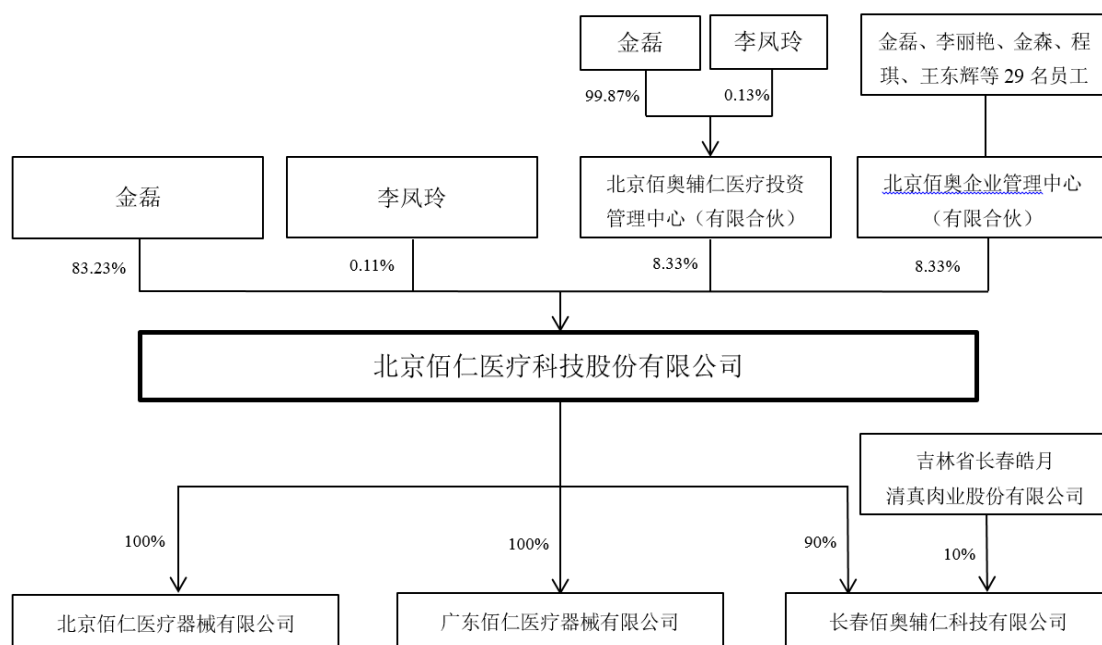 金磊
李凤玲
金磊、李丽艳、金森、程
琪、王东辉等 29 名员工
99.87%
0.13%
金磊
李凤玲
北京佰奥辅仁医疗投资
管理中心（有限合伙）
北京佰奥企业管理中心
（有限合伙）
83.23%
0.11%
8.33%
8.33%
北京佰仁医疗科技股份有限公司
吉林省长春皓月
清真肉业股份有限公司
100%
100%
90%
10%
北京佰仁医疗器械有限公司
广东佰仁医疗器械有限公司
长春佰奥辅仁科技有限公司